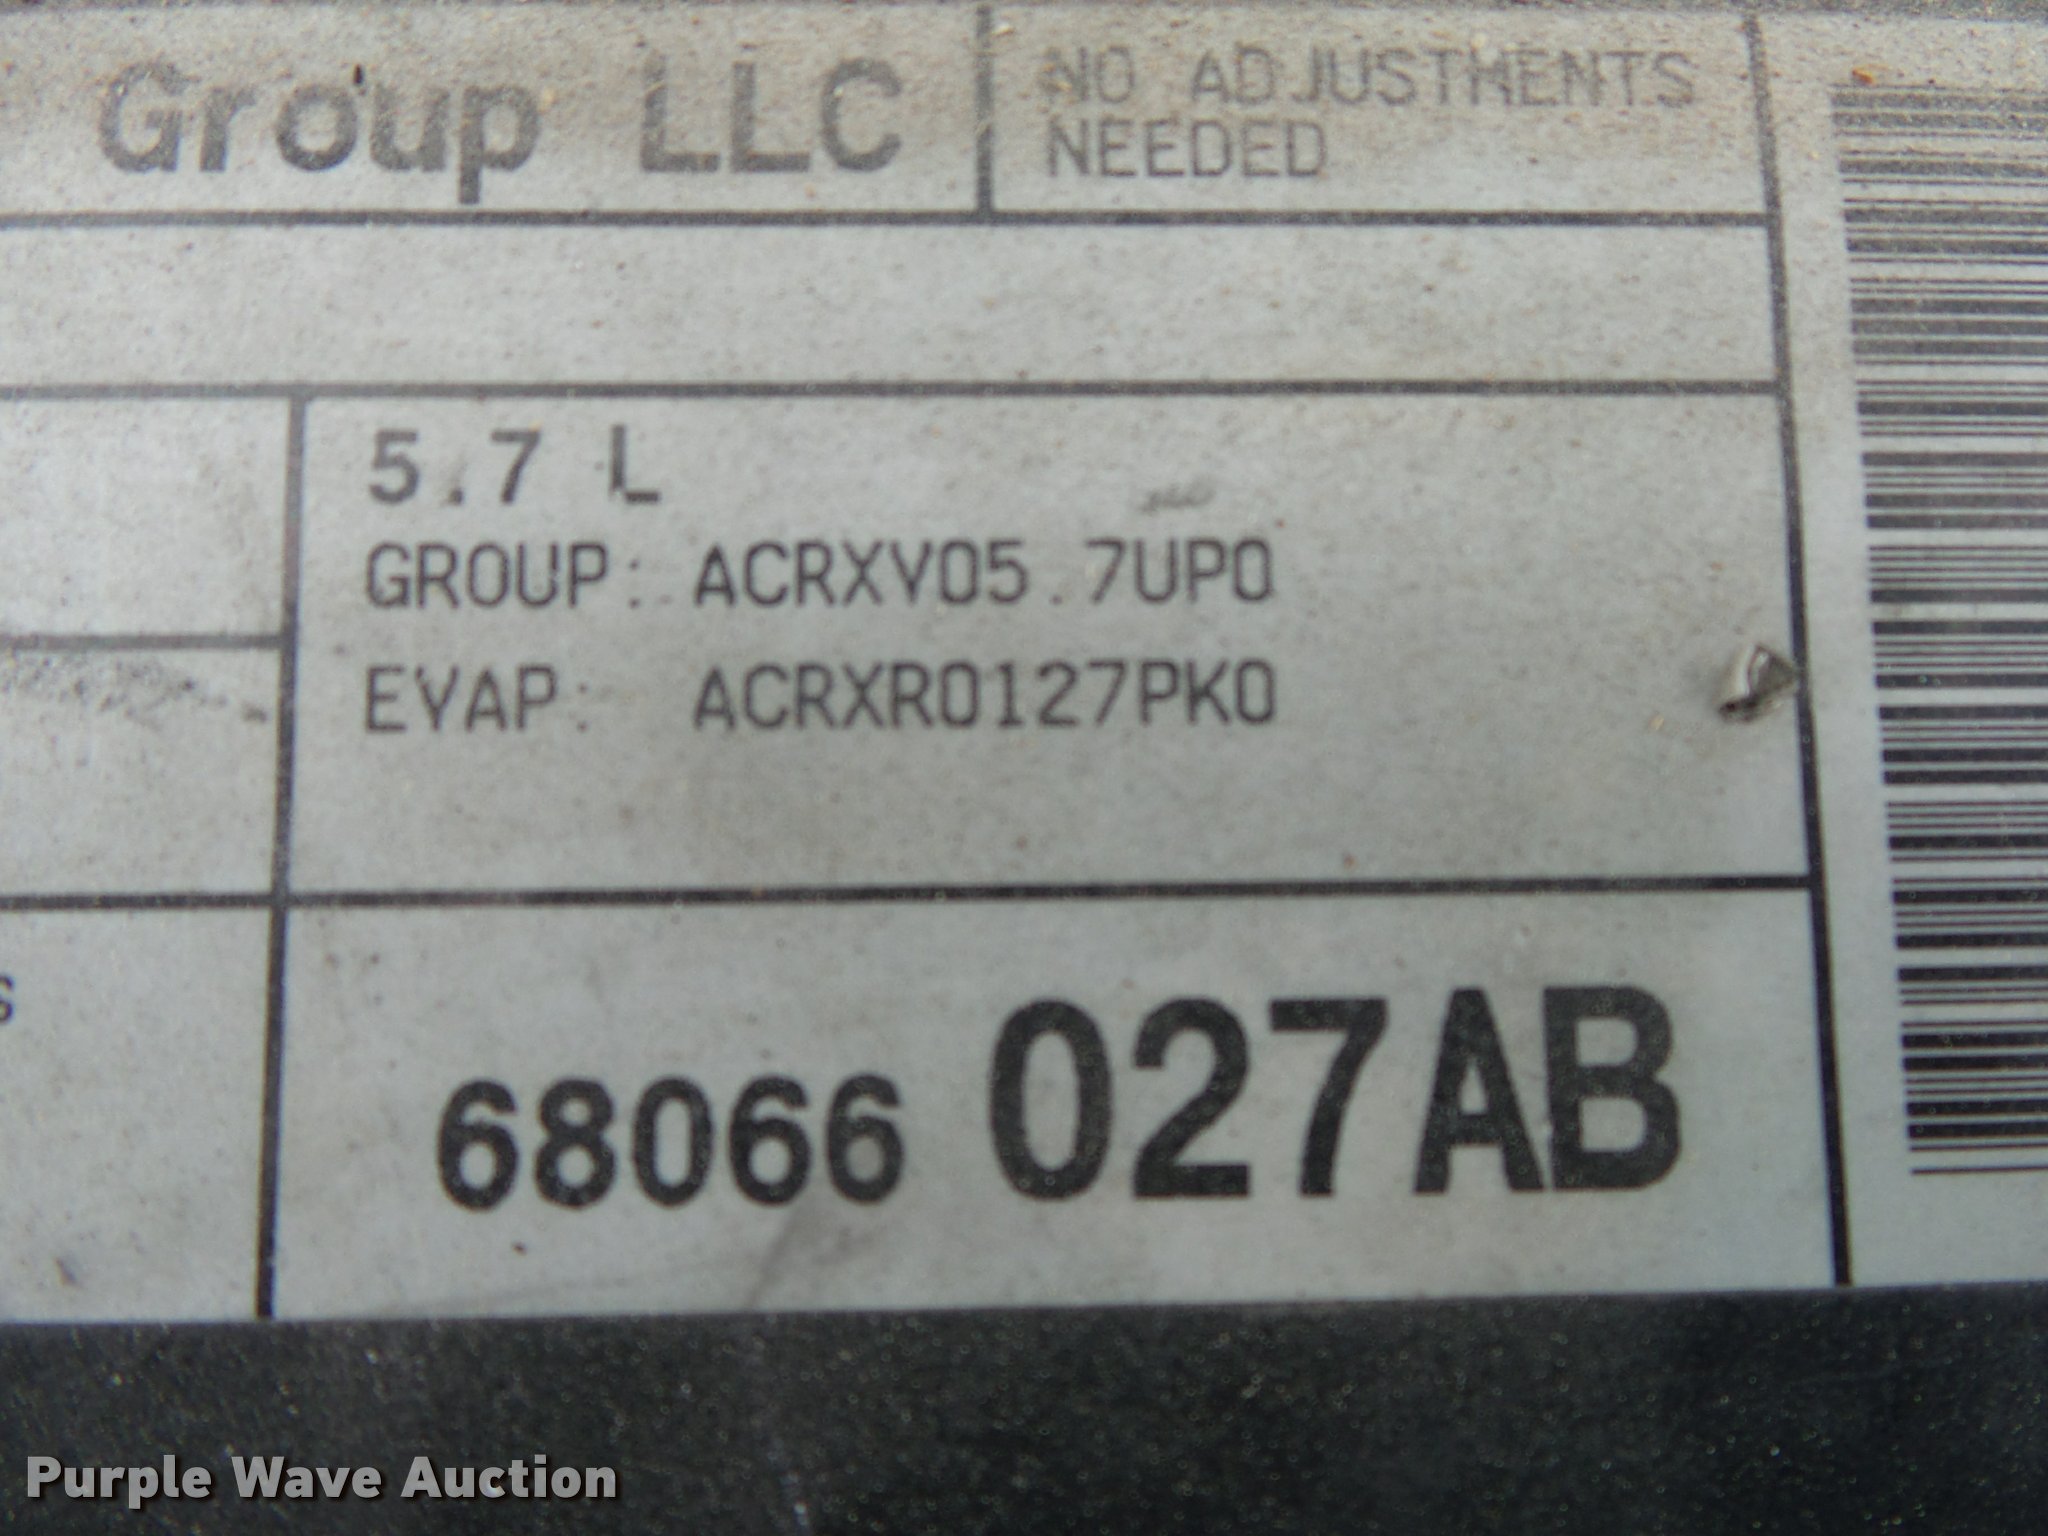 Group LLC
NO ADJUSTMENTS
NEEDED
5.7 L
GROUP: ACRXV05.7UP0
EVAP: ACRXR0127PK0
68066 027AB
Purple Wave Auction